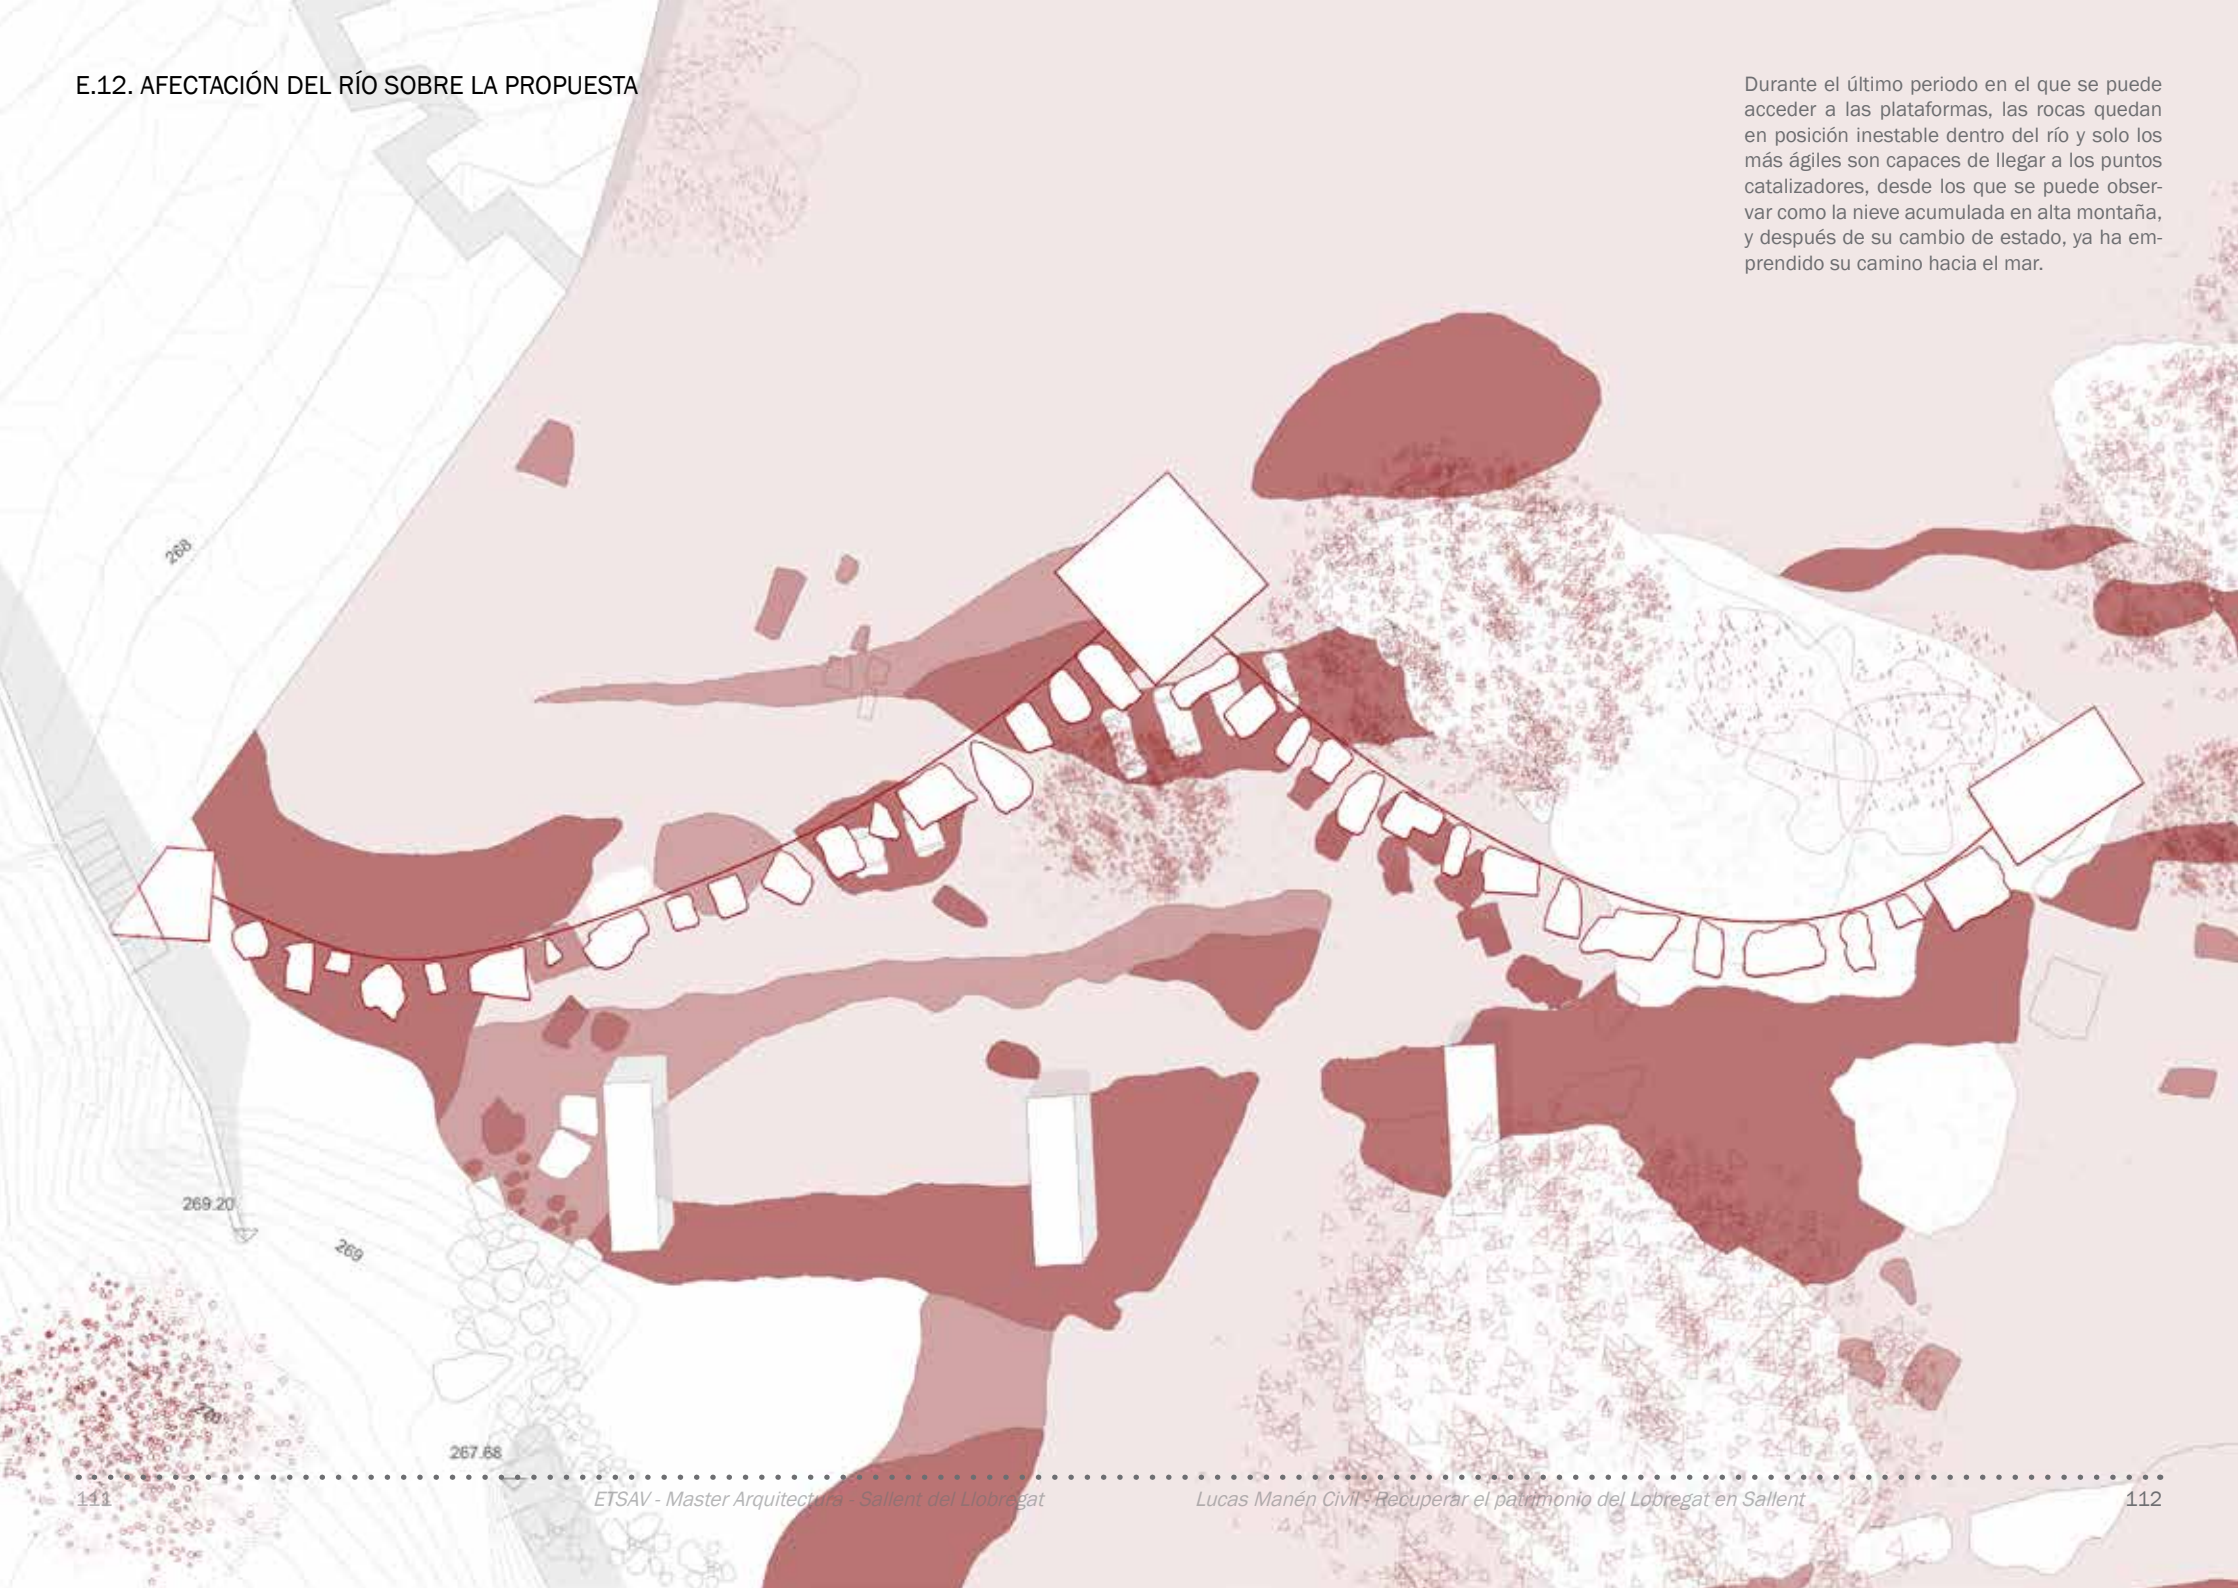 E.12. AFECTACIÓN DEL RÍO SOBRE LA PROPUESTA
Durante el último periodo en el que se puede
acceder a las plataformas, las rocas quedan
en posición inestable dentro del río y solo los
más ágiles son capaces de llegar a los puntos
catalizadores, desde los que se puede obser-
var como la nieve acumulada en alta montaña,
y después de su cambio de estado, ya ha em-
prendido su camino hacia el mar.
268
269.20
269
270
267.68
111
ETSAV - Master Arquitectura - Sallent del Llobregat
Lucas Manén Civil - Recuperar el patrimonio del Lobregat en Sallent
112